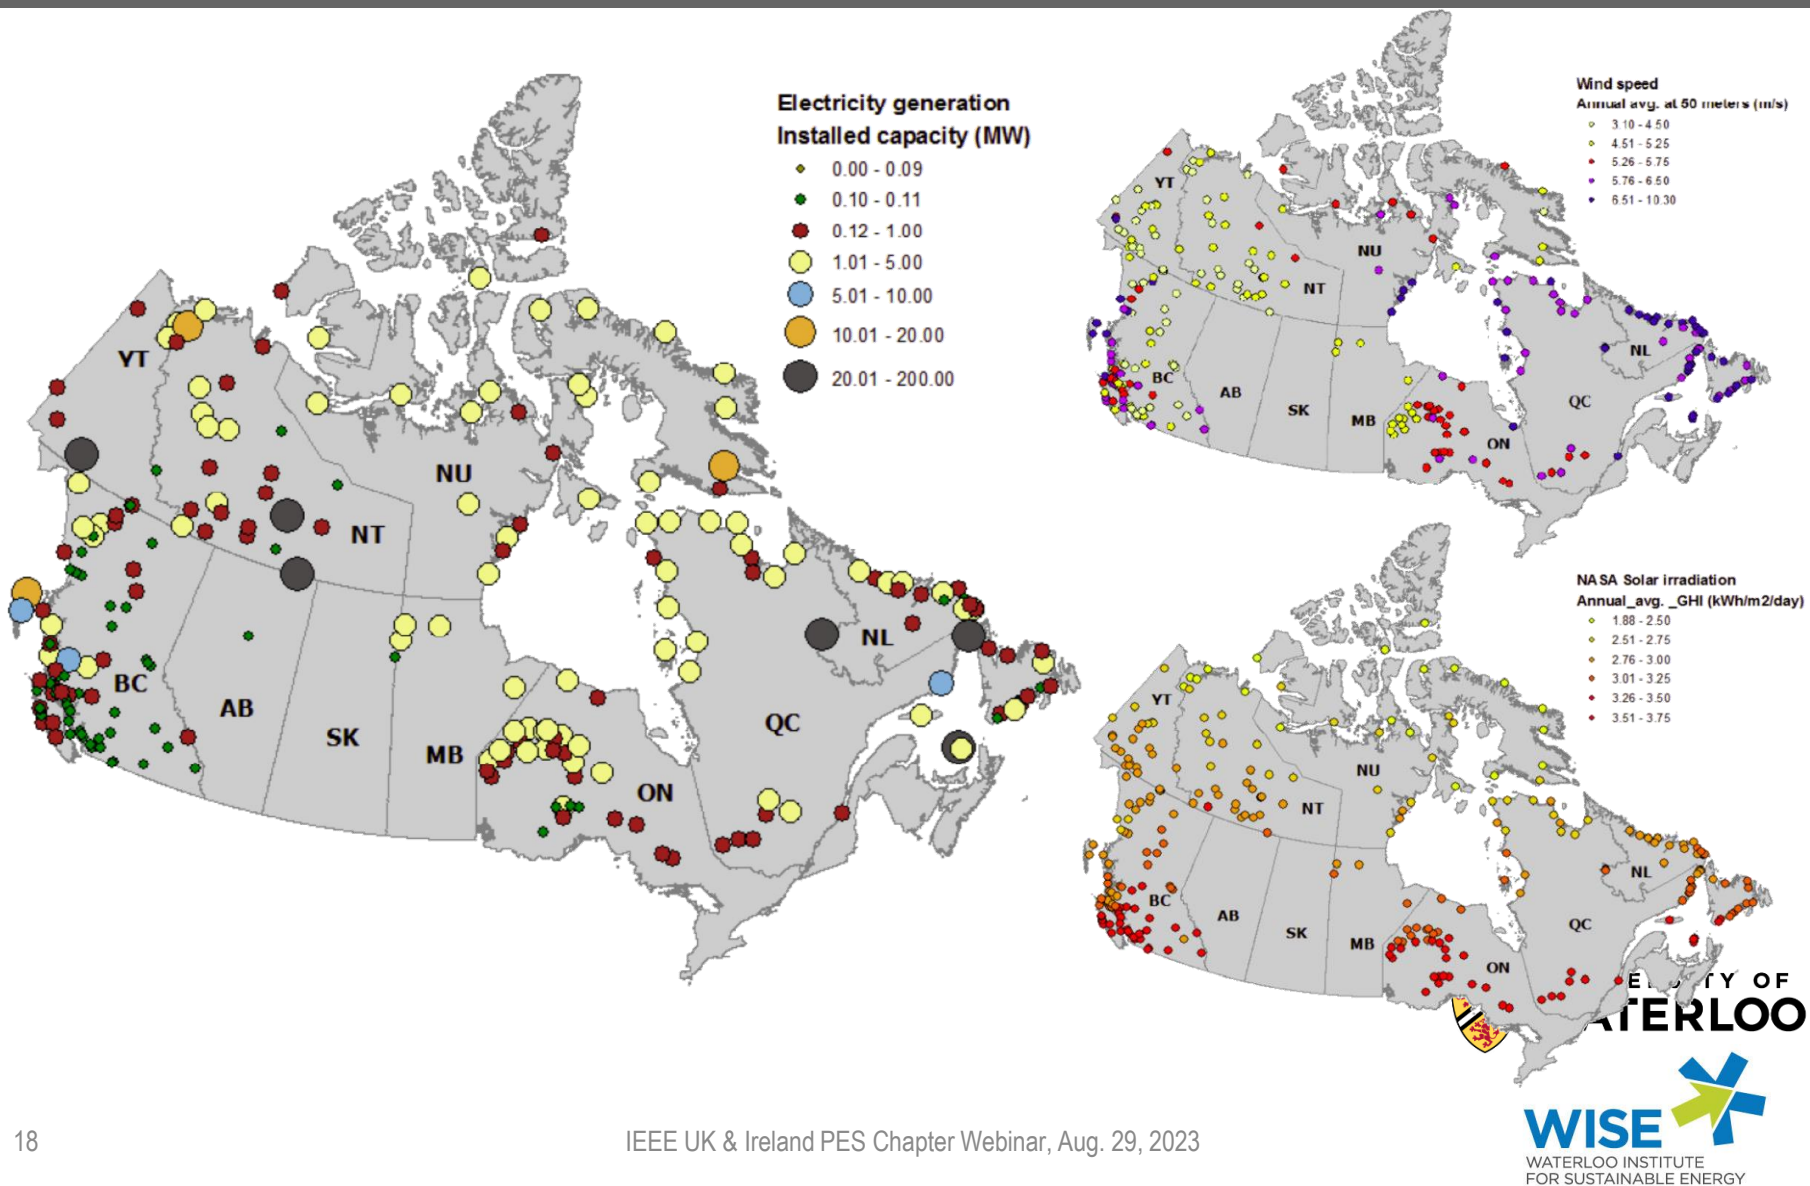 Electricity generation
Installed capacity (MW)
0.00 - 0.09
0.10 - 0.11
0.12 - 1.00
1.01 - 5.00
5.01 - 10.00
10.01 - 20.00
20.01 - 200.00
YT
NU
NT
BC
AB
SK
MB
ON
QC
NL
Wind speed
Annual avg. at 50 meters (m/s)
3.10 - 4.50
4.51 - 5.25
5.26 - 5.75
5.76 - 6.50
6.51 - 10.30
YT
NU
NT
BC
AB
SK
MB
ON
QC
NL
NASA Solar irradiation
Annual_avg. _GHI (kWh/m2/day)
1.88 - 2.50
2.51 - 2.75
2.76 - 3.00
3.01 - 3.25
3.26 - 3.50
3.51 - 3.75
YT
NU
NT
BC
AB
SK
MB
ON
QC
NL
OF
WISE
WATERLOO INSTITUTE
FOR SUSTAINABLE ENERGY
18
IEEE UK & Ireland PES Chapter Webinar, Aug. 29, 2023